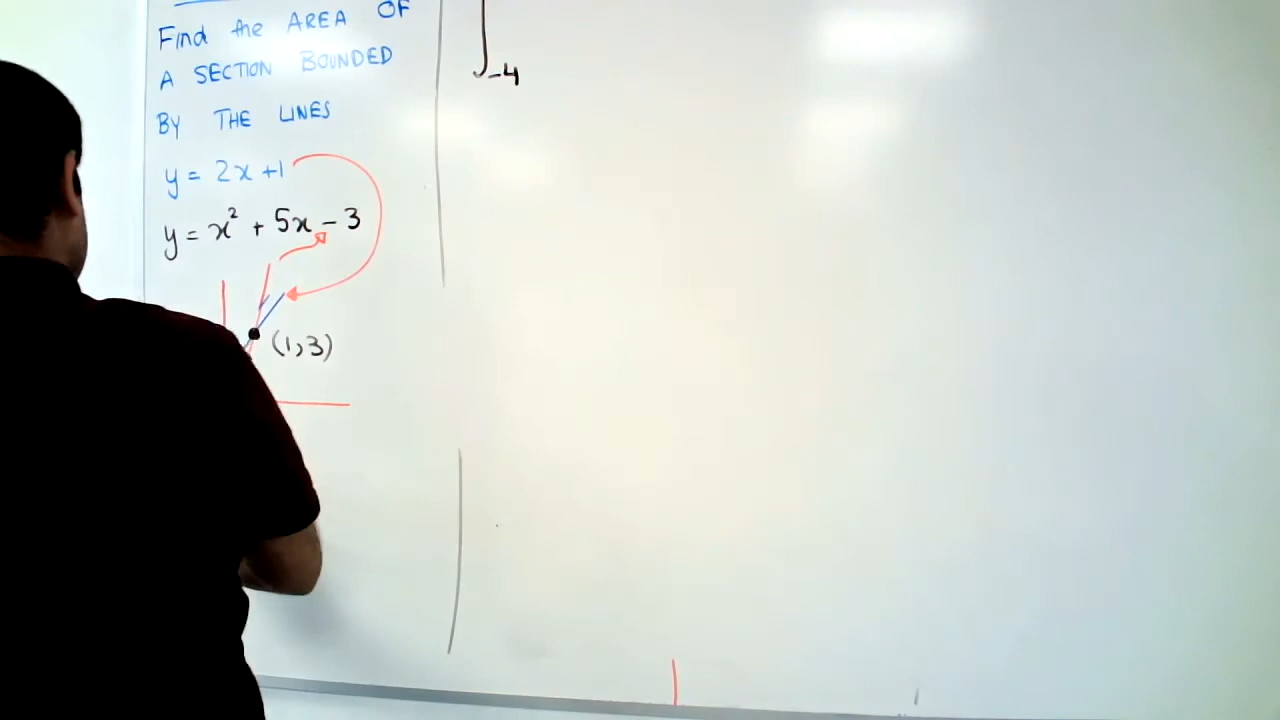 Find the AREA OF
A SECTION BOUNDED
BY THE LINES
y = 2x +1
y = x² + 5x - 3
(1,3)
∫-4